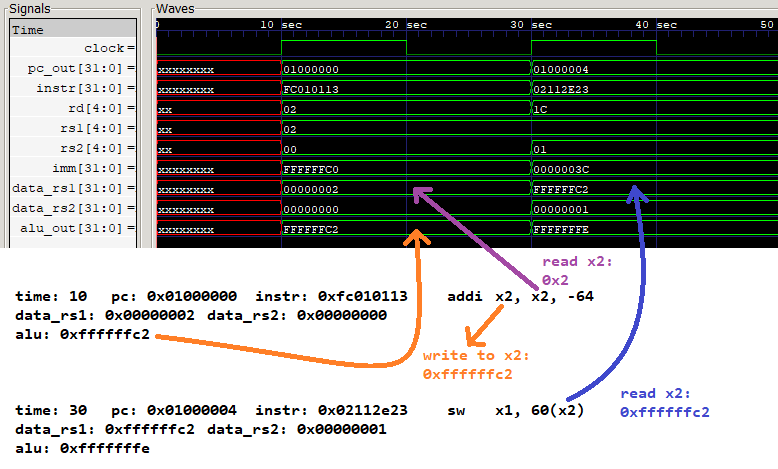 Signals
Waves
Time
0 10 sec 20 sec 30 sec 40 sec 50
clock=
pc_out[31:0]= xxxxxxxx 01000000 01000004
instr[31:0]= xxxxxxxx FC010113 02112E23
rd[4:0]= xx 02 1C
rs1[4:0]= xx 02
rs2[4:0]= xx 00 01
imm[31:0]= xxxxxxxx FFFFFFC0 0000003C
data_rs1[31:0]= xxxxxxxx 00000002 FFFFFFC2
data_rs2[31:0]= xxxxxxxx 00000000 00000001
alu_out[31:0]= xxxxxxxx FFFFFFC2 FFFFFFFE
read x2:
0x2
time: 10 pc: 0x01000000 instr: 0xfc010113 addi x2, x2, -64
data_rs1: 0x00000002 data_rs2: 0x00000000
alu: 0xffffffc2
write to x2:
0xffffffc2
read x2:
0xffffffc2
time: 30 pc: 0x01000004 instr: 0x02112e23 sw x1, 60(x2)
data_rs1: 0xffffffc2 data_rs2: 0x00000001
alu: 0xfffffffe